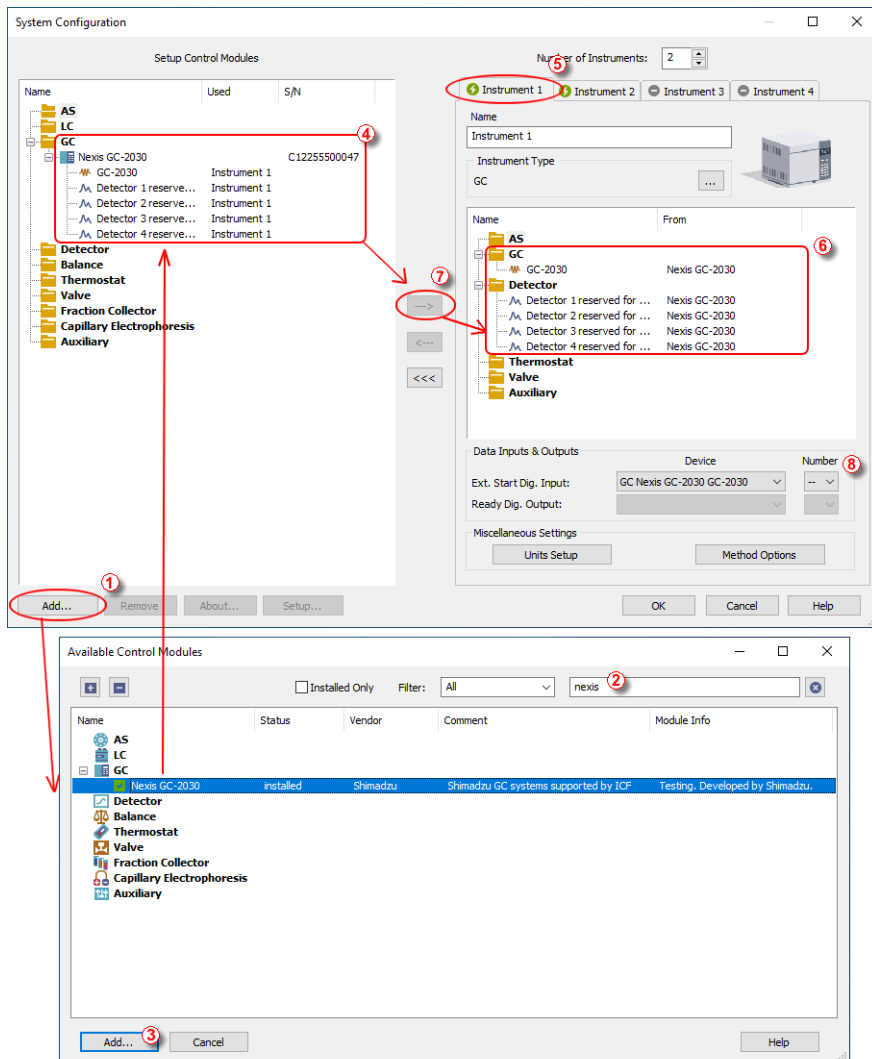 System Configuration
Setup Control Modules
Number of Instruments: 2
Name Used S/N
AS
LC
GC
4
Nexis GC-2030 C12255500047
GC-2030 Instrument 1
Detector 1 reserve... Instrument 1
Detector 2 reserve... Instrument 1
Detector 3 reserve... Instrument 1
Detector 4 reserve... Instrument 1
Detector
Balance
Thermostat
Valve
Fraction Collector
Capillary Electrophoresis
Auxiliary
7
--->
<---
<<<
5
Instrument 1 Instrument 2 Instrument 3 Instrument 4
Name
Instrument 1
Instrument Type
GC ...
Name From
AS
GC
6
GC-2030 Nexis GC-2030
Detector
Detector 1 reserved for ... Nexis GC-2030
Detector 2 reserved for ... Nexis GC-2030
Detector 3 reserved for ... Nexis GC-2030
Detector 4 reserved for ... Nexis GC-2030
Thermostat
Valve
Auxiliary
Data Inputs & Outputs
Device Number 8
Ext. Start Dig. Input: GC Nexis GC-2030 GC-2030 --
Ready Dig. Output:
Miscellaneous Settings
Units Setup Method Options
1
Add... Remove About... Setup... OK Cancel Help
Available Control Modules
Installed Only Filter: All nexis 2
Name Status Vendor Comment Module Info
AS
LC
GC
Nexis GC-2030 installed Shimadzu Shimadzu GC systems supported by ICF Testing. Developed by Shimadzu.
Detector
Balance
Thermostat
Valve
Fraction Collector
Capillary Electrophoresis
Auxiliary
Add... 3 Cancel Help